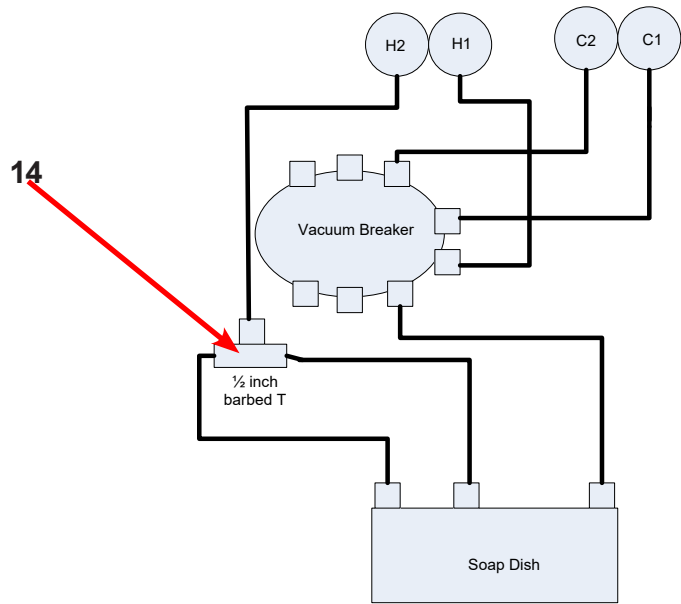 H2
H1
C2
C1
14
Vacuum Breaker
½ inch
barbed T
Soap Dish